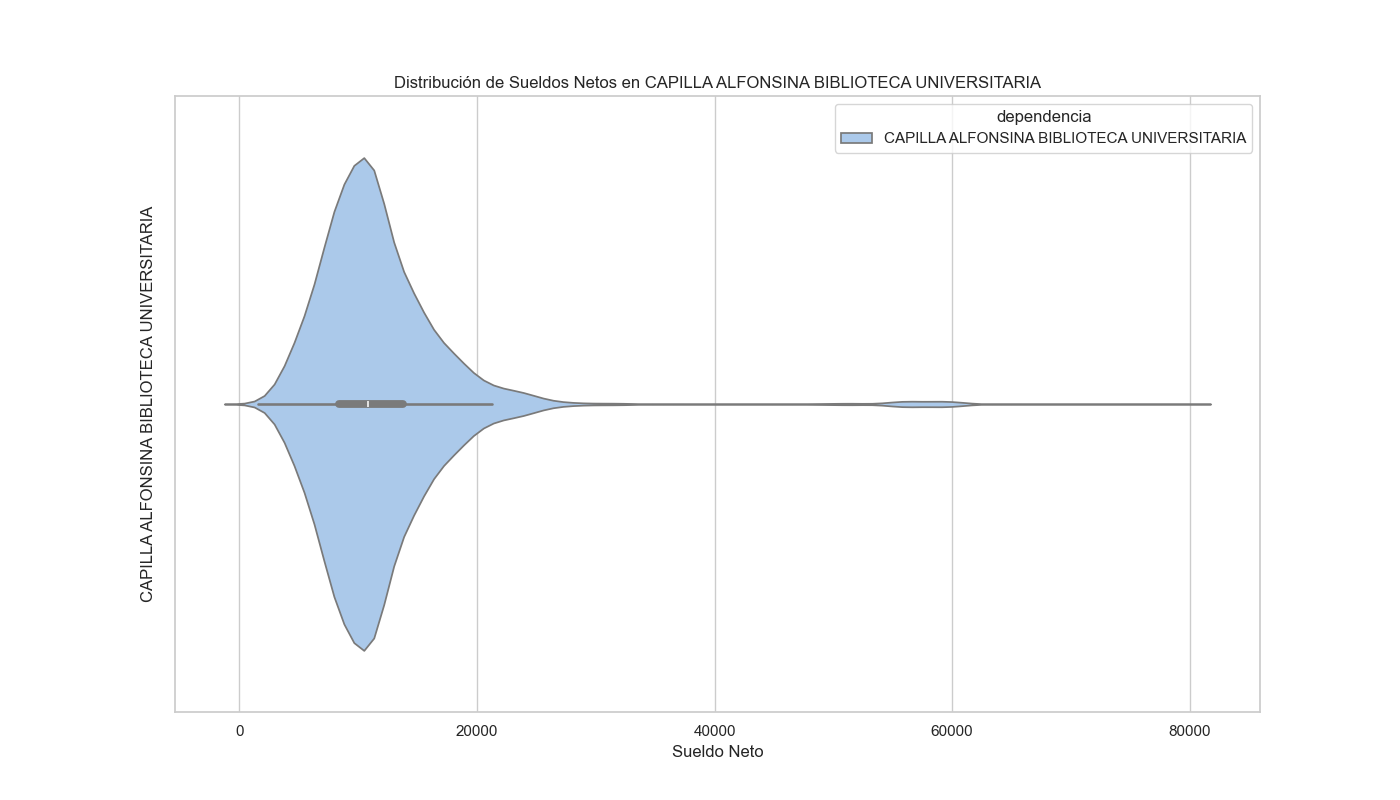 Distribución de Sueldos Netos en CAPILLA ALFONSINA BIBLIOTECA UNIVERSITARIA
dependencia
CAPILLA ALFONSINA BIBLIOTECA UNIVERSITARIA
CAPILLA ALFONSINA BIBLIOTECA UNIVERSITARIA
0
20000
40000
60000
80000
Sueldo Neto